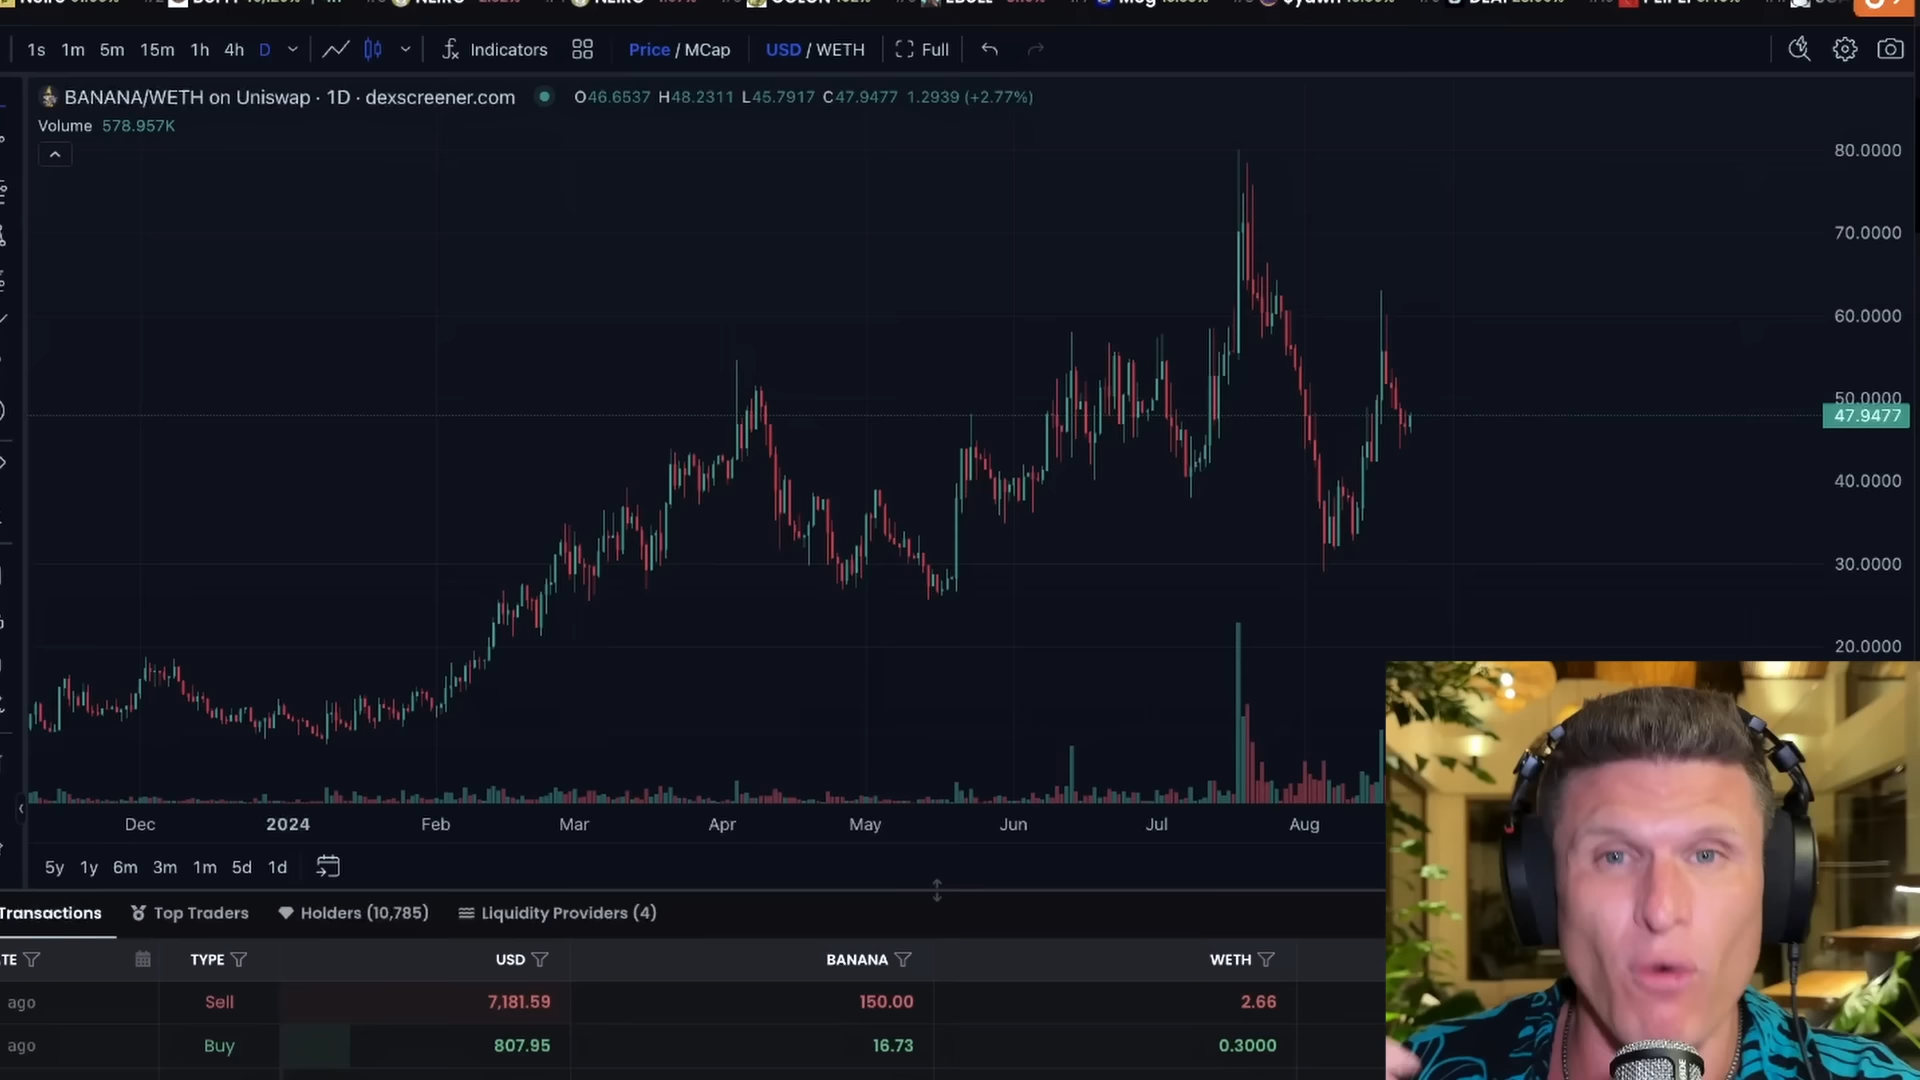 1s 1m 5m 15m 1h 4h D Indicators Price / MCap USD / WETH Full
BANANA/WETH on Uniswap · 1D · dexscreener.com O46.6537 H48.2311 L45.7917 C47.9477 1.2939 (+2.77%)
Volume 578.957K
80.0000
70.0000
60.0000
50.0000
47.9477
40.0000
30.0000
20.0000
Dec 2024 Feb Mar Apr May Jun Jul Aug
5y 1y 6m 3m 1m 5d 1d
Transactions Top Traders Holders (10,785) Liquidity Providers (4)
TYPE USD BANANA WETH
ago Sell 7,181.59 150.00 2.66
ago Buy 807.95 16.73 0.3000